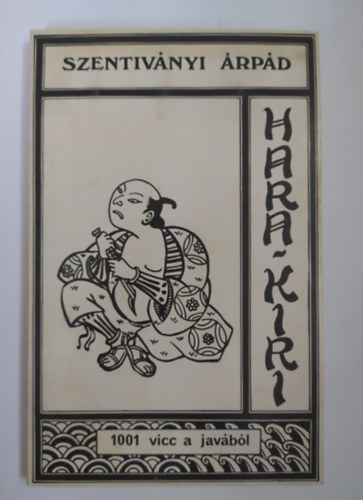 SZENTIVÁNYI ÁRPÁD
HARA-KIRI
1001 vicc a javából